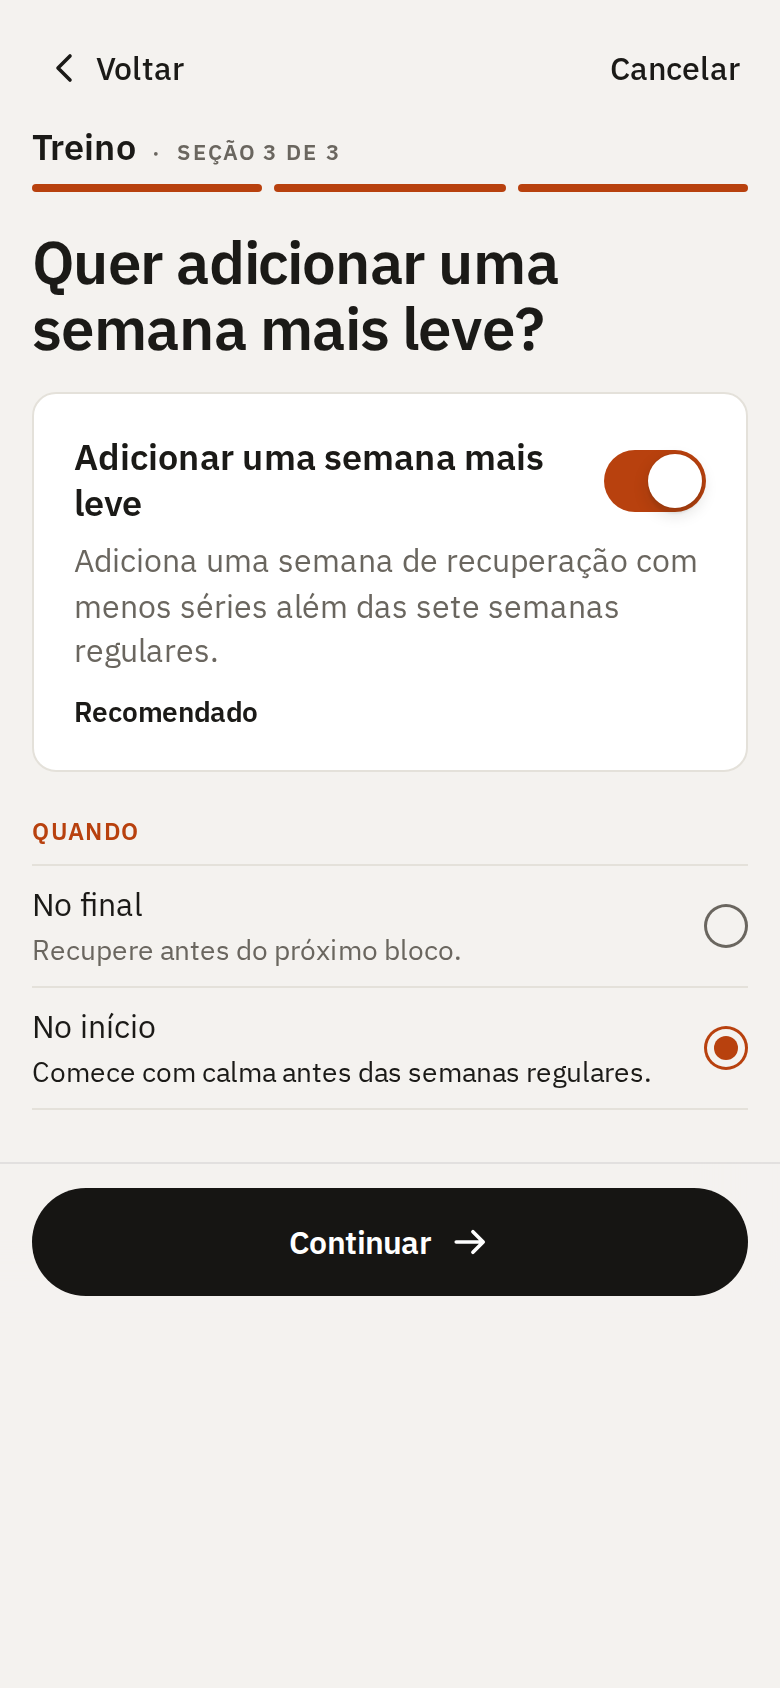 Voltar
Cancelar
Treino · SEÇÃO 3 DE 3
Quer adicionar uma
semana mais leve?
Adicionar uma semana mais
leve
Adiciona uma semana de recuperação com
menos séries além das sete semanas
regulares.
Recomendado
QUANDO
No final
Recupere antes do próximo bloco.
No início
Comece com calma antes das semanas regulares.
Continuar